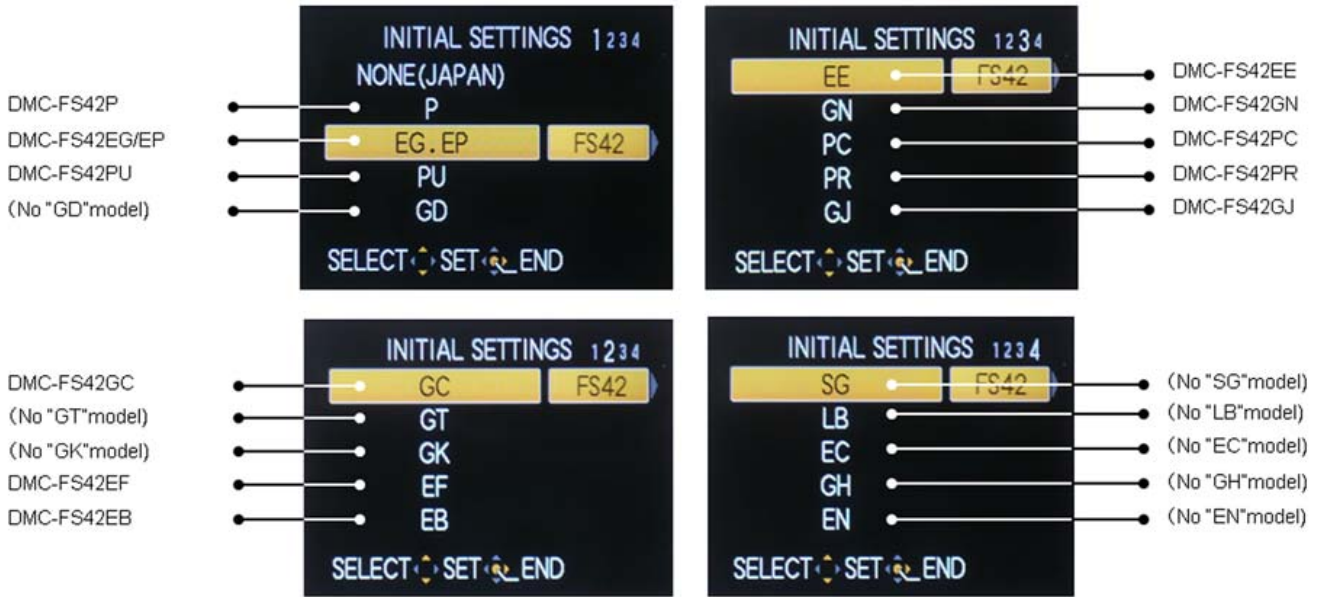 INITIAL SETTINGS 1234
NONE(JAPAN)
DMC-FS42P P
DMC-FS42EG/EP EG.EP FS42
DMC-FS42PU PU
(No "GD"model) GD
SELECT SET END
INITIAL SETTINGS 1234
EE FS42 DMC-FS42EE
GN DMC-FS42GN
PC DMC-FS42PC
PR DMC-FS42PR
GJ DMC-FS42GJ
SELECT SET END
INITIAL SETTINGS 1234
DMC-FS42GC GC FS42
(No "GT"model) GT
(No "GK"model) GK
DMC-FS42EF EF
DMC-FS42EB EB
SELECT SET END
INITIAL SETTINGS 1234
SG FS42 (No "SG"model)
LB (No "LB"model)
EC (No "EC"model)
GH (No "GH"model)
EN (No "EN"model)
SELECT SET END